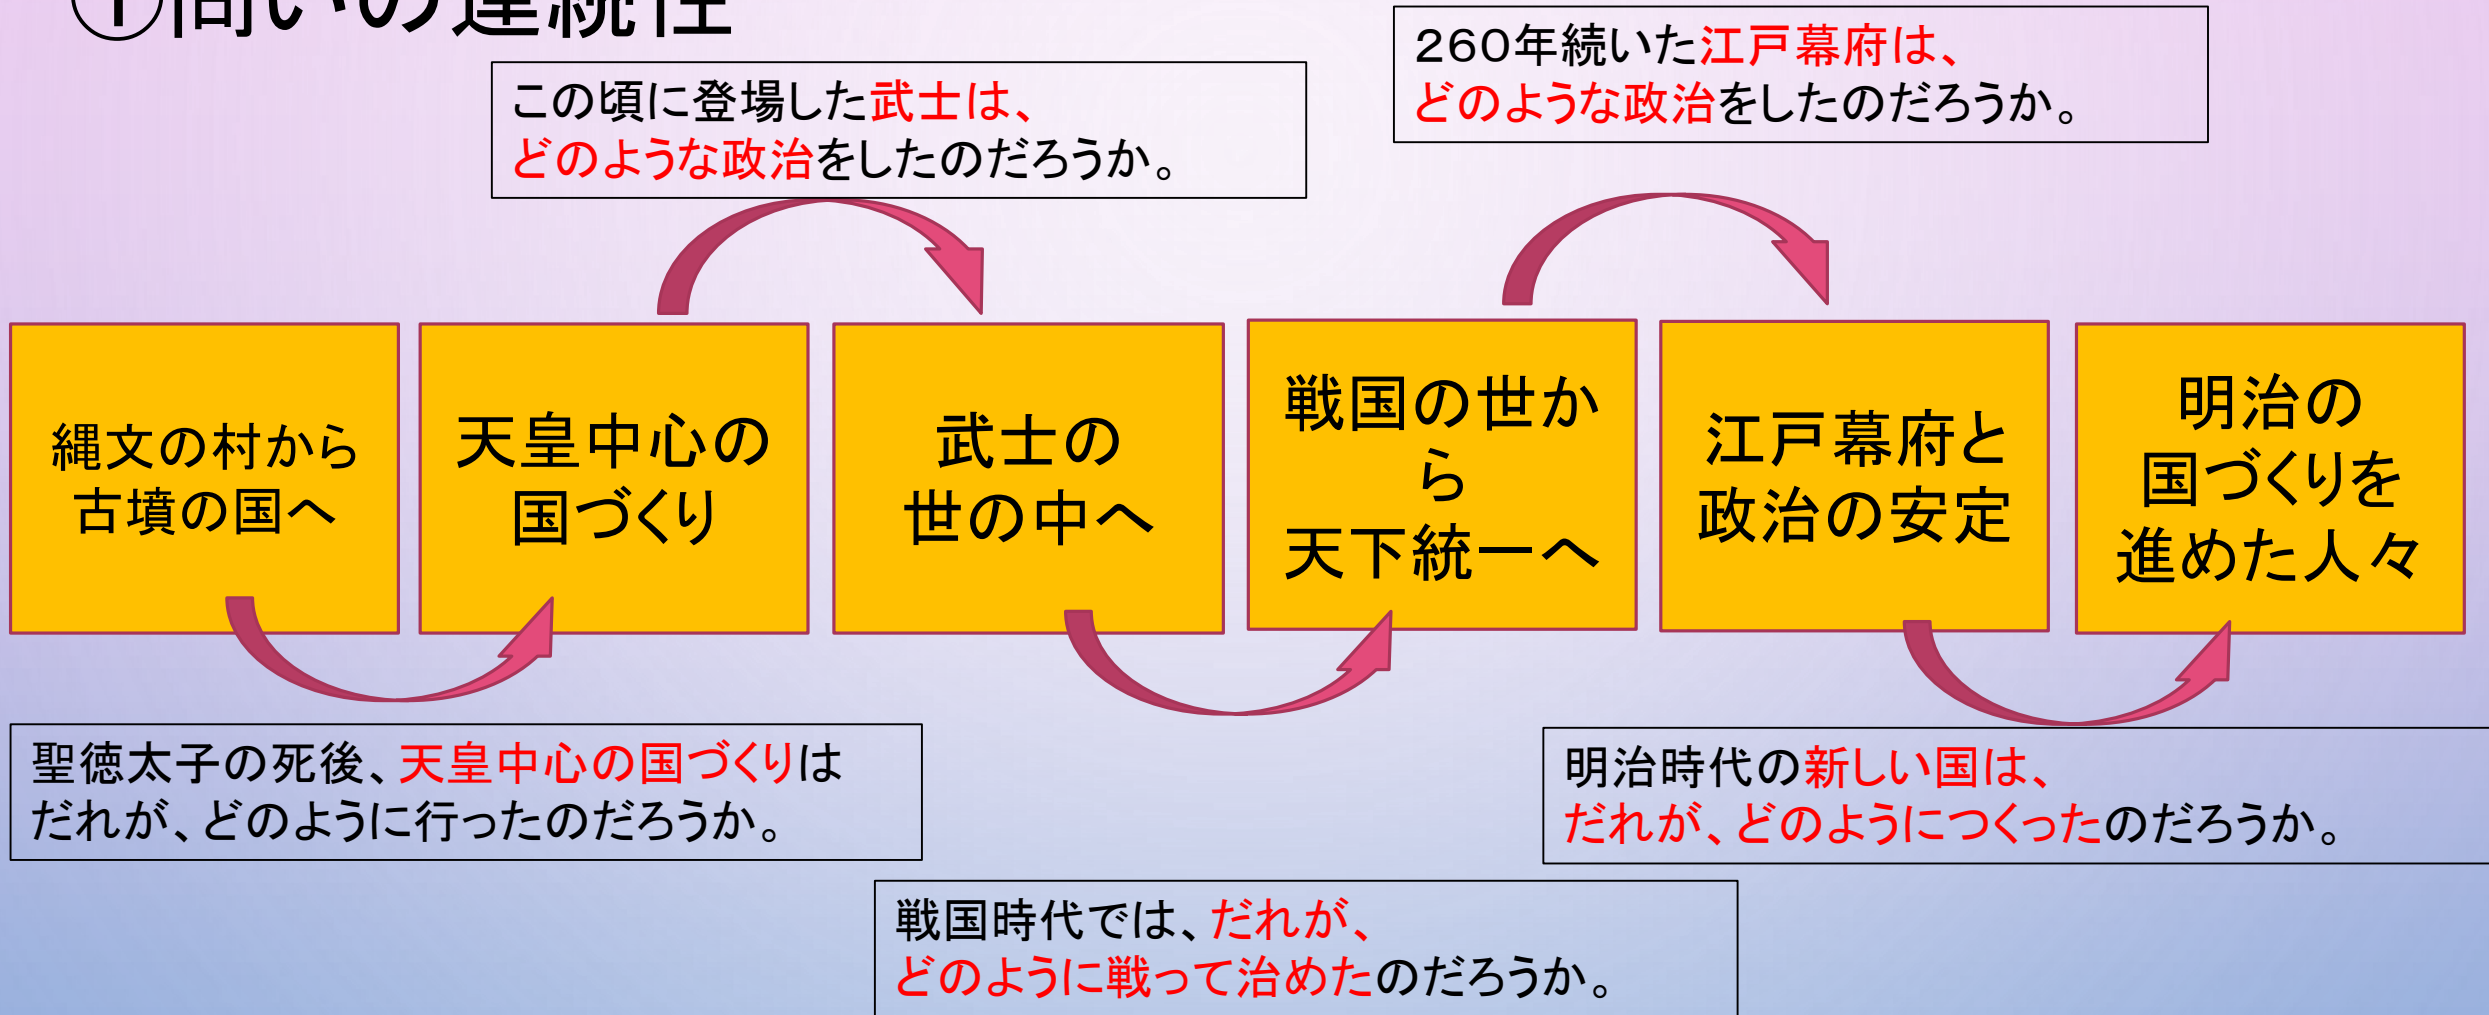 ①問いの連続性
この頃に登場した武士は、
どのような政治をしたのだろうか。
２６０年続いた江戸幕府は、
どのような政治をしたのだろうか。
縄文の村から
古墳の国へ
天皇中心の
国づくり
武士の
世の中へ
戦国の世か
ら
天下統一へ
江戸幕府と
政治の安定
明治の
国づくりを
進めた人々
聖徳太子の死後、天皇中心の国づくりは
だれが、どのように行ったのだろうか。
戦国時代では、だれが、
どのように戦って治めたのだろうか。
明治時代の新しい国は、
だれが、どのようにつくったのだろうか。